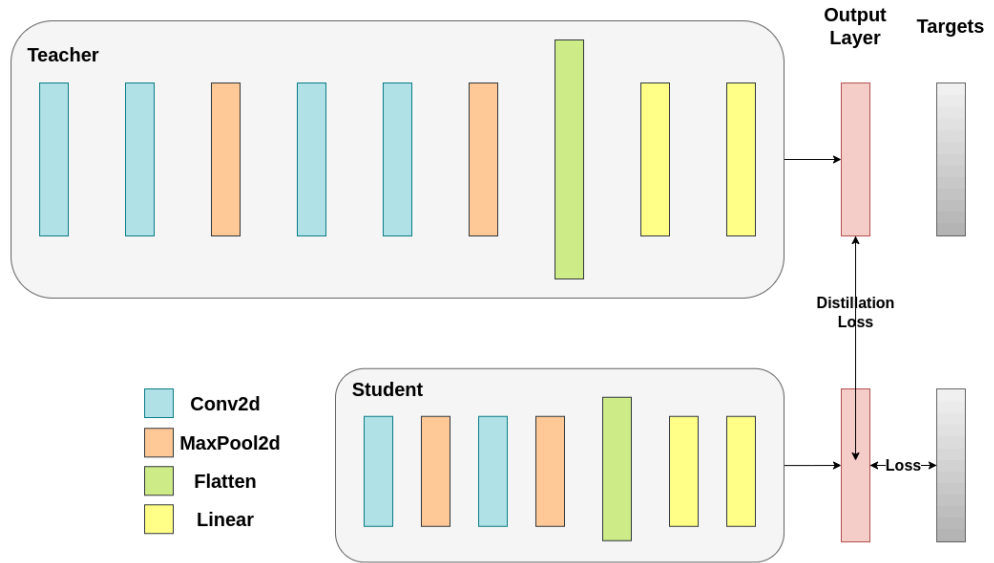 Teacher
Output
Layer
Targets
Distillation
Loss
Student
Conv2d
MaxPool2d
Flatten
Linear
Loss